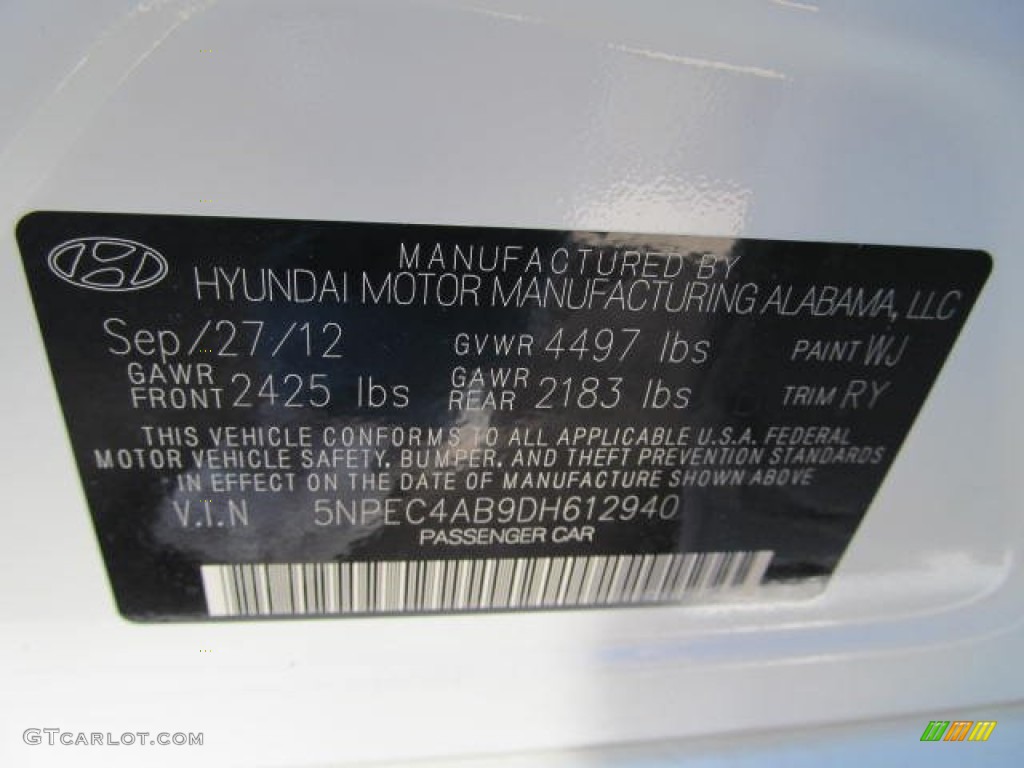 MANUFACTURED BY
HYUNDAI MOTOR MANUFACTURING ALABAMA, LLC
Sep/27/12 GVWR 4497 lbs PAINT WJ
GAWR FRONT 2425 lbs GAWR REAR 2183 lbs TRIM RY
THIS VEHICLE CONFORMS TO ALL APPLICABLE U.S.A. FEDERAL
MOTOR VEHICLE SAFETY, BUMPER, AND THEFT PREVENTION STANDARDS
IN EFFECT ON THE DATE OF MANUFACTURE SHOWN ABOVE
V.I.N 5NPEC4AB9DH612940
PASSENGER CAR
GTCARLOT.COM